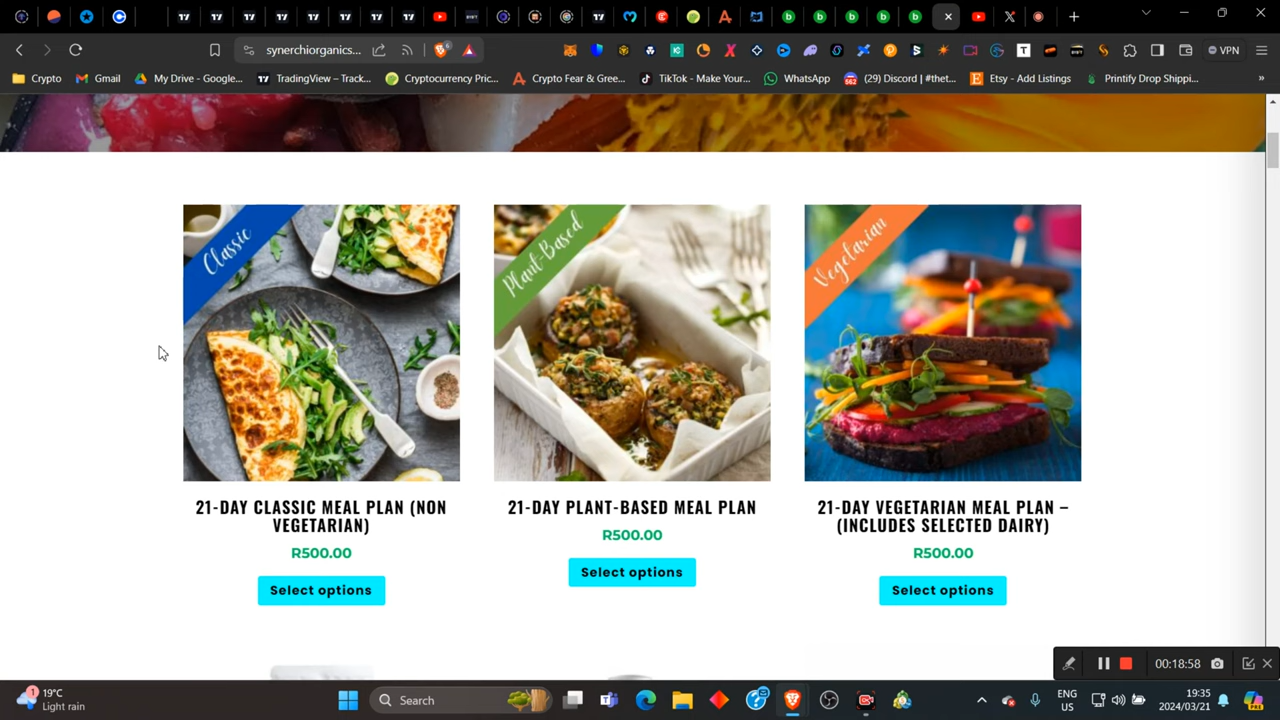 synerchiorganics...
6
VPN
Crypto
Gmail
My Drive - Google...
TradingView – Track...
Cryptocurrency Pric...
Crypto Fear & Gree...
TikTok - Make Your...
WhatsApp
(29) Discord | #thet...
Etsy - Add Listings
Printify Drop Shippi...
»
Classic
Plant-Based
Vegetarian
21-DAY CLASSIC MEAL PLAN (NON
VEGETARIAN)
R500.00
Select options
21-DAY PLANT-BASED MEAL PLAN
R500.00
Select options
21-DAY VEGETARIAN MEAL PLAN –
(INCLUDES SELECTED DAIRY)
R500.00
Select options
00:18:58
1
19°C
Light rain
Search
ENG
US
19:35
2024/03/21